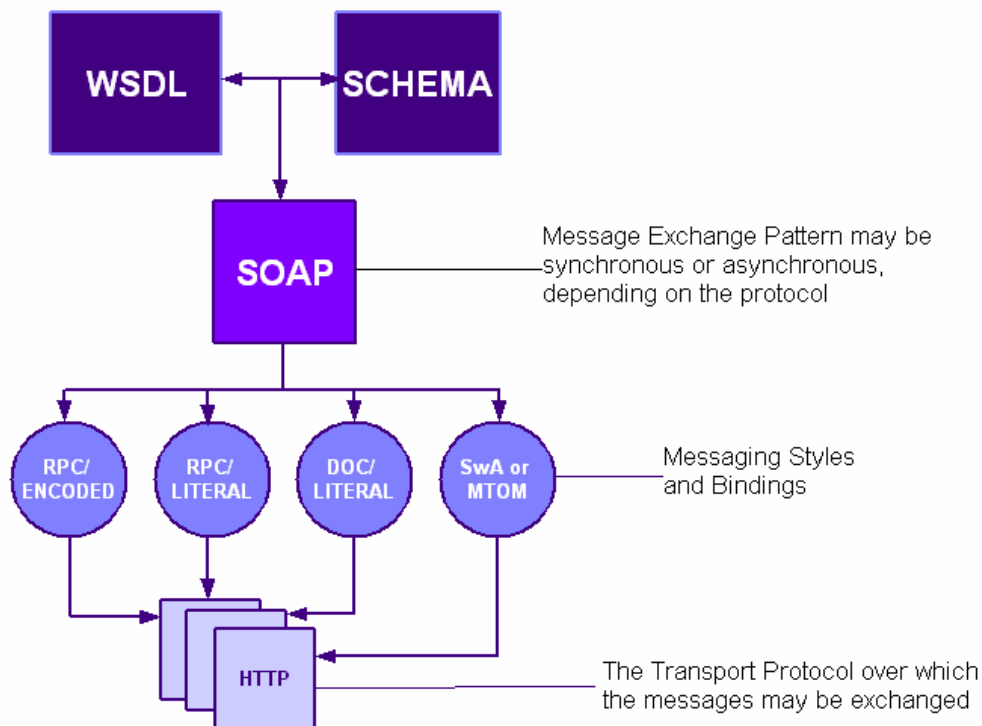 WSDL
SCHEMA
SOAP
Message Exchange Pattern may be
synchronous or asynchronous,
depending on the protocol
RPC/
ENCODED
RPC/
LITERAL
DOC/
LITERAL
SwA or
MTOM
Messaging Styles
and Bindings
HTTP
The Transport Protocol over which
the messages may be exchanged